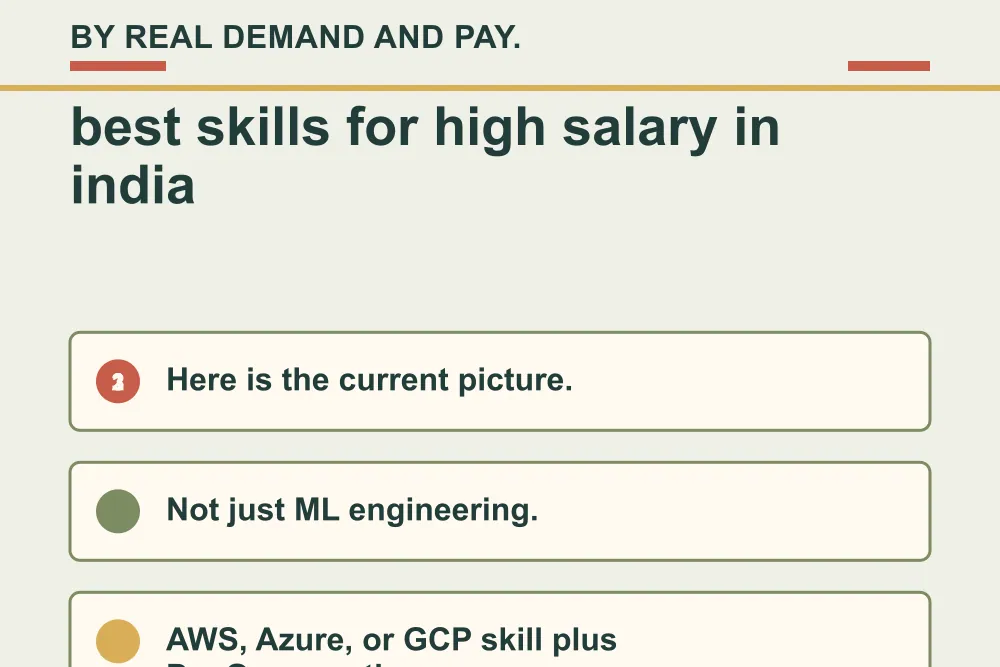 BY REAL DEMAND AND PAY.
best skills for high salary in
india
Here is the current picture.
Not just ML engineering.
AWS, Azure, or GCP skill plus